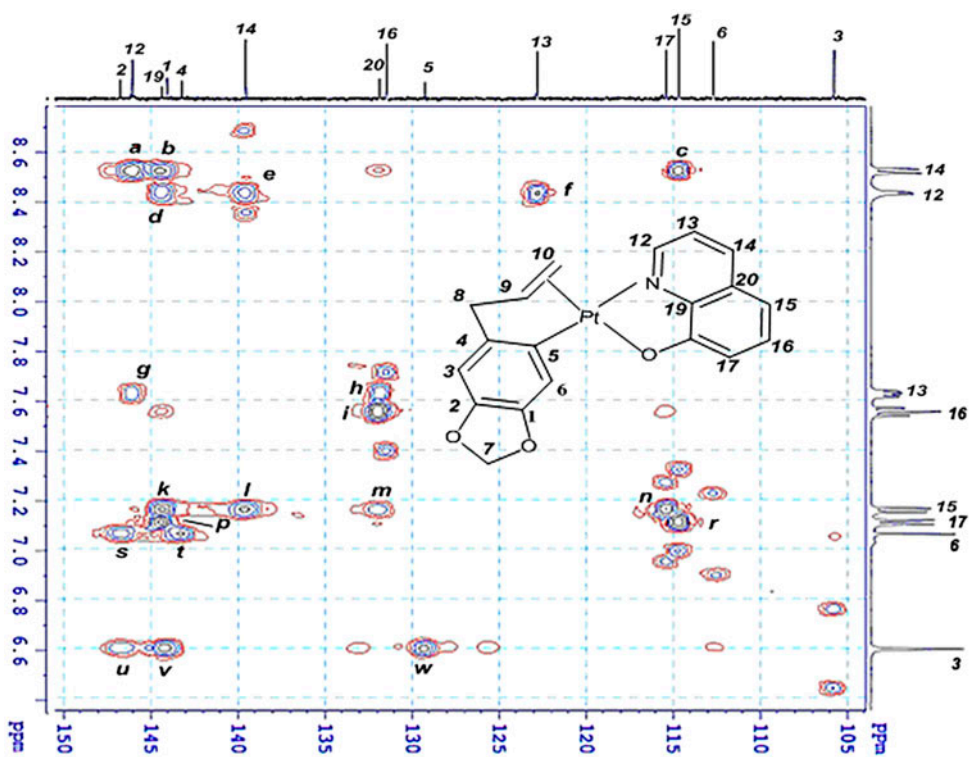 2 12 19 1 4 14 20 16 5 13 17 15 6 3
8.6
8.4
8.2
8.0
7.8
7.6
7.4
7.2
7.0
6.8
6.6
ppm
a b c
d e f
g
h
i
k l m n
p r
s t
u v w
10 12 13 14
9 N 20
8 19 15
Pt
4 5 O 17 16
3 6
2 1
O 7 O
14
12
13
16
15
17
6
3
150 145 140 135 130 125 120 115 110 105 ppm